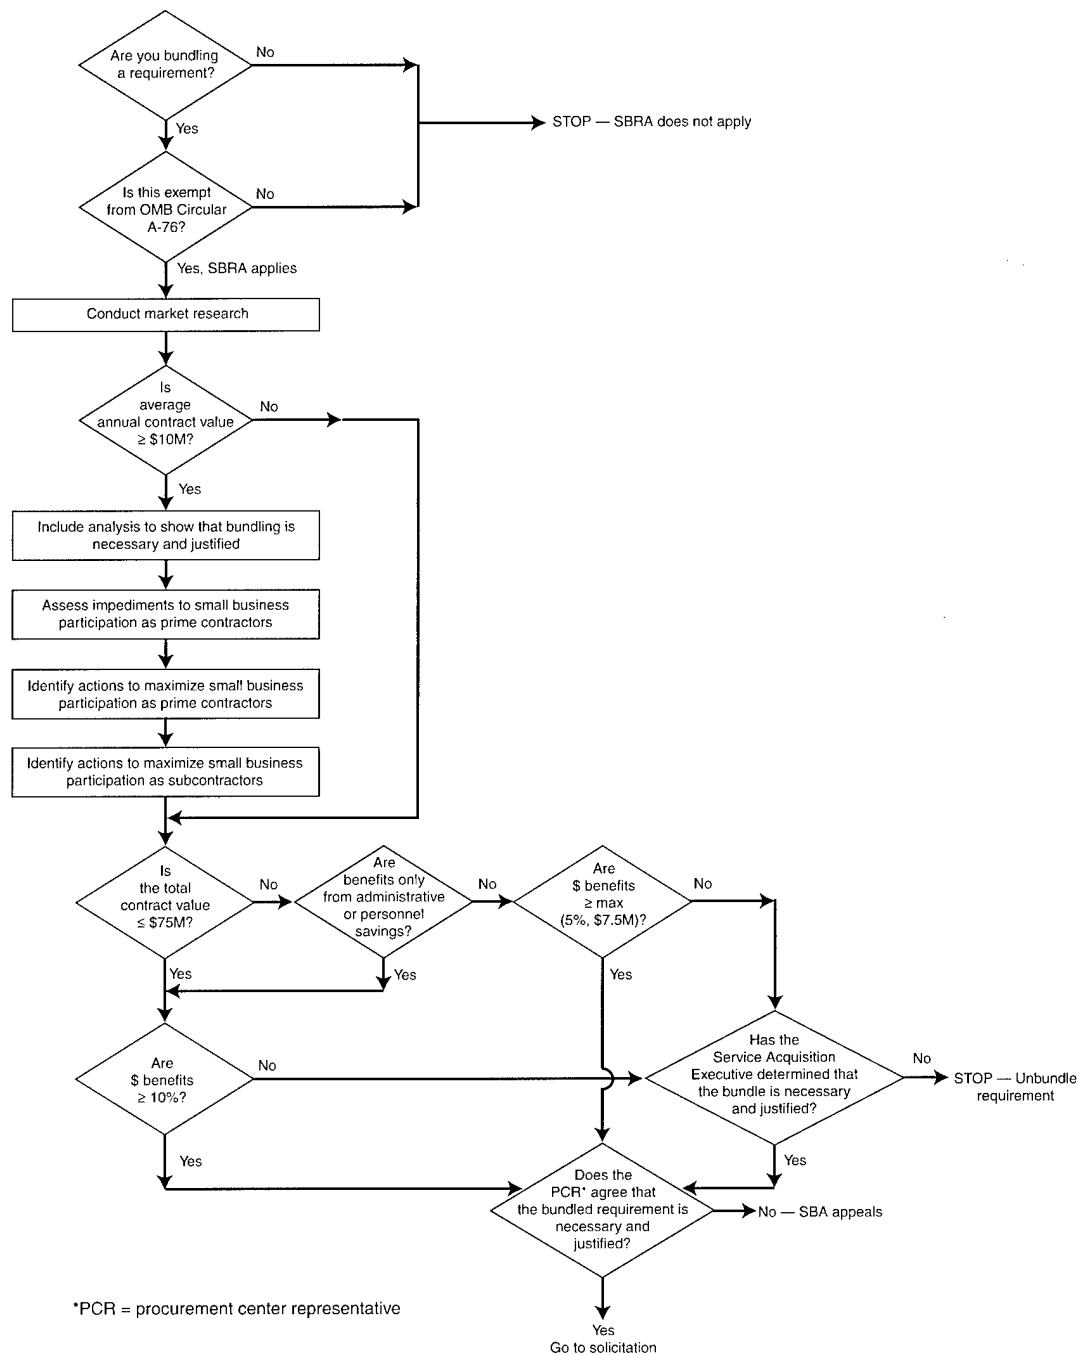 Are you bundling
a requirement?
No
STOP — SBRA does not apply
Yes
Is this exempt
from OMB Circular
A-76?
No
Yes, SBRA applies
Conduct market research
Is
average
annual contract value
≥ $10M?
No
Yes
Include analysis to show that bundling is
necessary and justified
Assess impediments to small business
participation as prime contractors
Identify actions to maximize small business
participation as prime contractors
Identify actions to maximize small business
participation as subcontractors
Is
the total
contract value
≤ $75M?
No
Are
benefits only
from administrative
or personnel
savings?
No
Are
$ benefits
≥ max
(5%, $7.5M)?
No
Yes
Yes
Yes
Are
$ benefits
≥ 10%?
No
Has the
Service Acquisition
Executive determined that
the bundle is necessary
and justified?
No
STOP — Unbundle
requirement
Yes
Yes
Does the
PCR* agree that
the bundled requirement is
necessary and
justified?
No — SBA appeals
*PCR = procurement center representative
Yes
Go to solicitation